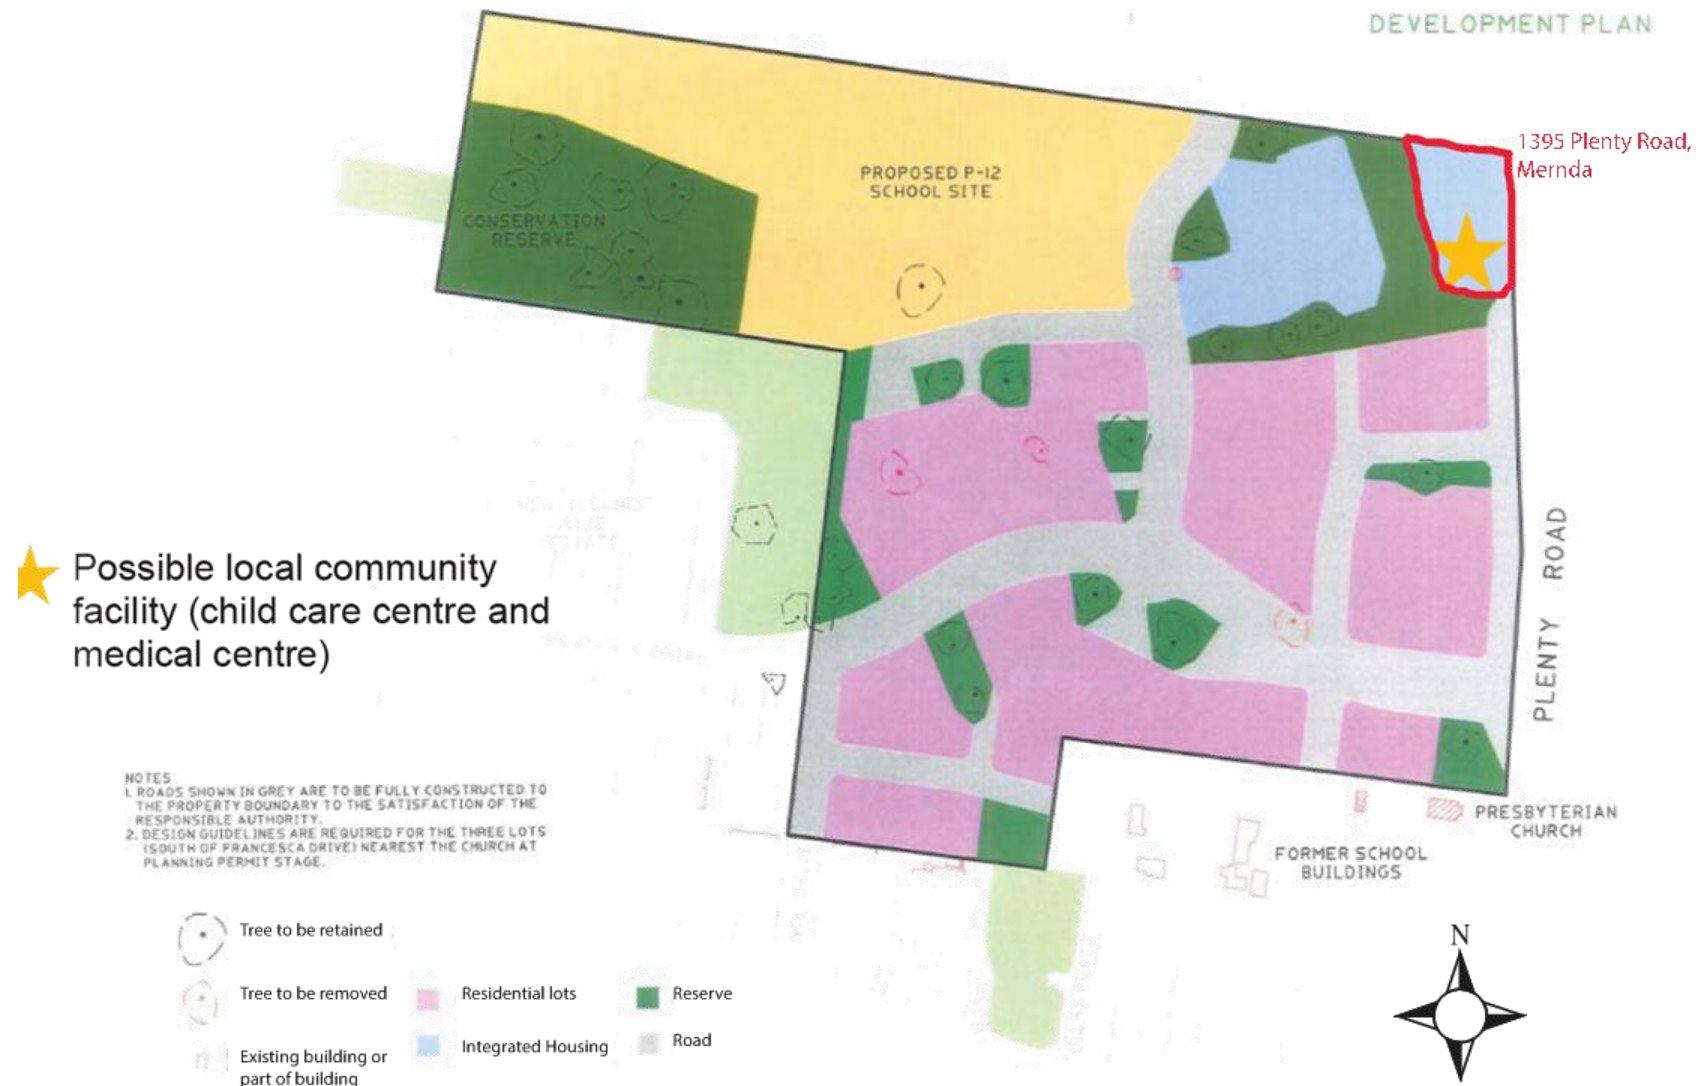 DEVELOPMENT PLAN
1395 Plenty Road,
Mernda
PROPOSED P-12
SCHOOL SITE
CONSERVATION
RESERVE
PLENTY ROAD
Possible local community
facility (child care centre and
medical centre)
NOTES
1. ROADS SHOWN IN GREY ARE TO BE FULLY CONSTRUCTED TO
THE PROPERTY BOUNDARY TO THE SATISFACTION OF THE
RESPONSIBLE AUTHORITY.
2. DESIGN GUIDELINES ARE REQUIRED FOR THE THREE LOTS
(SOUTH OF FRANCESCA DRIVE) NEAREST THE CHURCH AT
PLANNING PERMIT STAGE.
PRESBYTERIAN
CHURCH
FORMER SCHOOL
BUILDINGS
Tree to be retained
Tree to be removed
Existing building or
part of building
Residential lots
Integrated Housing
Reserve
Road
N